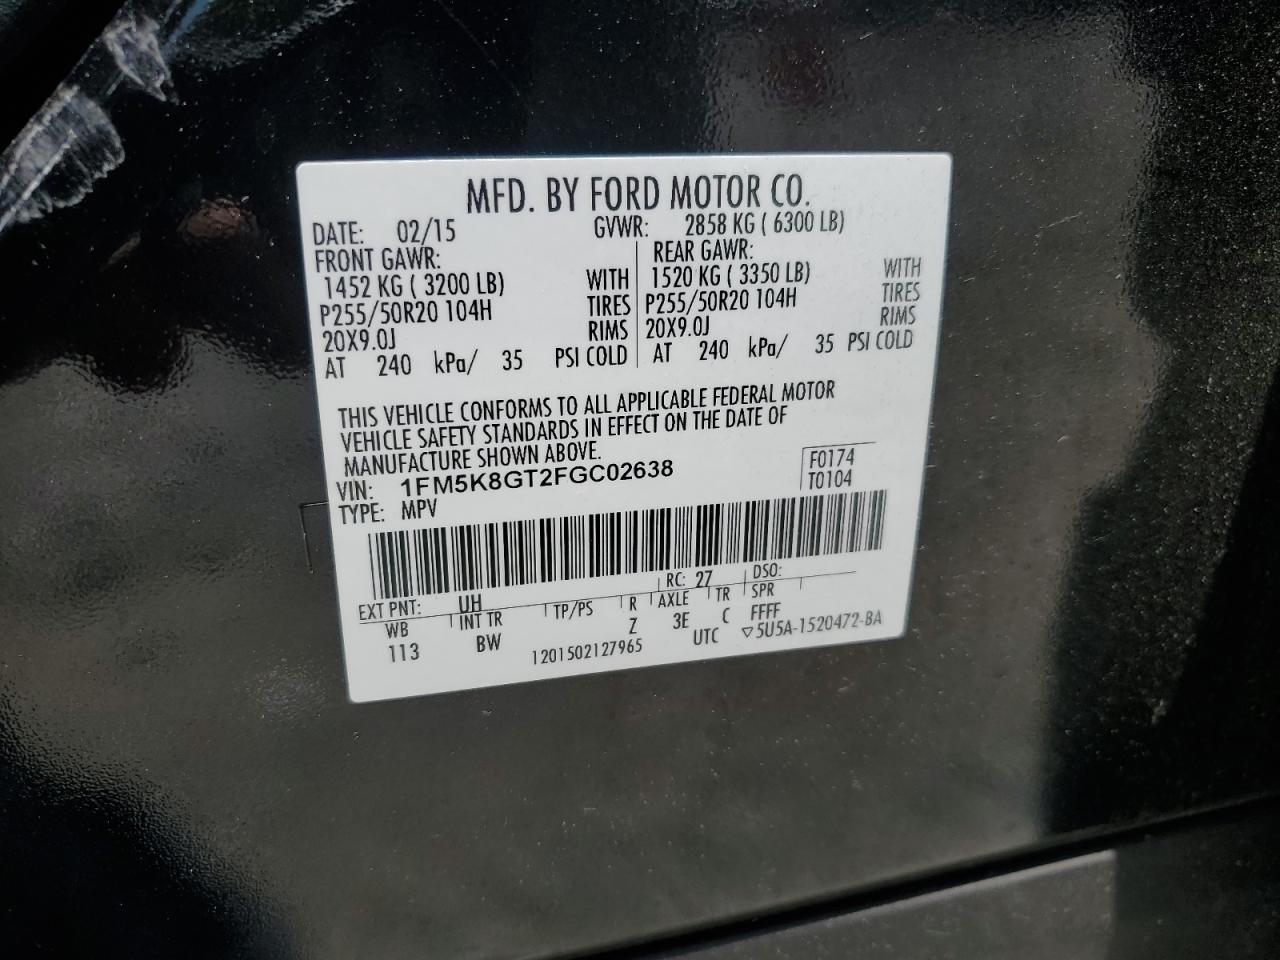 MFD. BY FORD MOTOR CO.
DATE: 02/15 GVWR: 2858 KG ( 6300 LB)
FRONT GAWR: REAR GAWR:
1452 KG ( 3200 LB) WITH 1520 KG ( 3350 LB) WITH
P255/50R20 104H TIRES P255/50R20 104H TIRES
20X9.0J RIMS 20X9.0J RIMS
AT 240 kPa/ 35 PSI COLD AT 240 kPa/ 35 PSI COLD
THIS VEHICLE CONFORMS TO ALL APPLICABLE FEDERAL MOTOR
VEHICLE SAFETY STANDARDS IN EFFECT ON THE DATE OF
MANUFACTURE SHOWN ABOVE.
VIN: 1FM5K8GT2FGC02638 F0174
TYPE: MPV T0104
EXT PNT: UH RC: 27 DSO:
WB INT TR TP/PS R AXLE TR SPR
113 BW Z 3E C FFFF
1201502127965 UTC ▽5U5A-1520472-BA